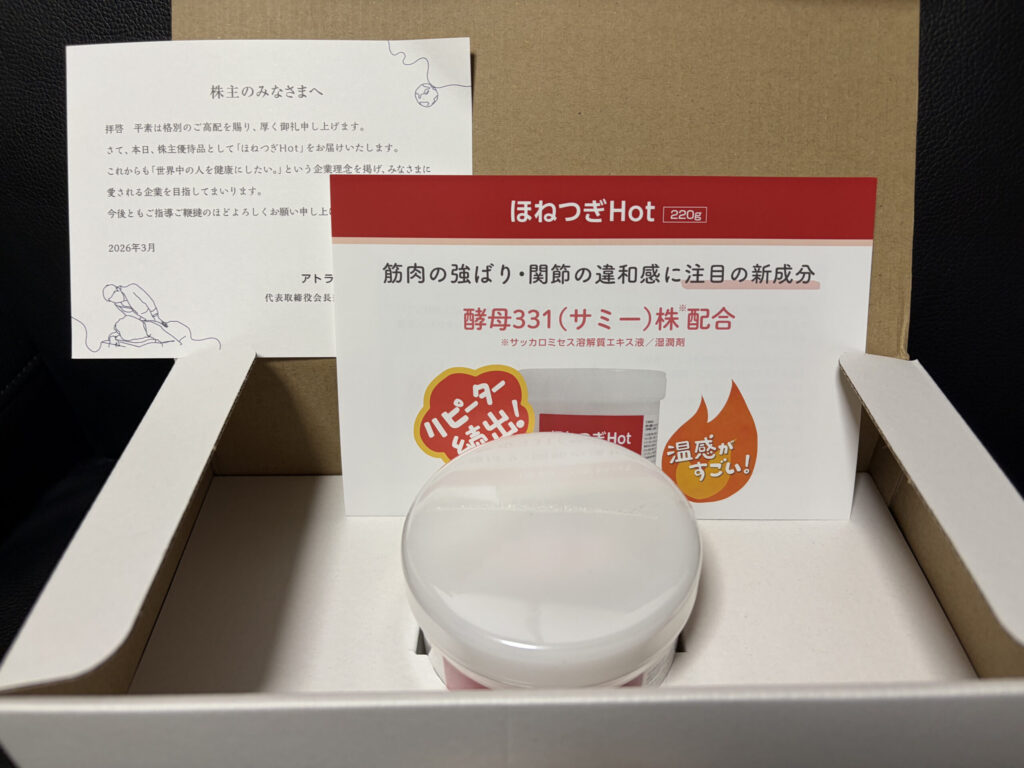 株主のみなさまへ
拝啓　平素は格別のご高配を賜り、厚く御礼申し上げます。
さて、本日、株主優待品として「ほねつぎHot」をお届けいたします。
これからも「世界中の人を健康にしたい。」という企業理念を掲げ、みなさまに
愛される企業を目指してまいります。
今後ともご指導ご鞭撻のほどよろしくお願い申し上げ
2026年3月
アトラ
代表取締役会長
ほねつぎHot 220g
筋肉の強ばり・関節の違和感に注目の新成分
酵母331（サミー）株※配合
※サッカロミセス溶解質エキス液／湿潤剤
リピーター
続出!
ほねつぎHot
温感が
すごい!